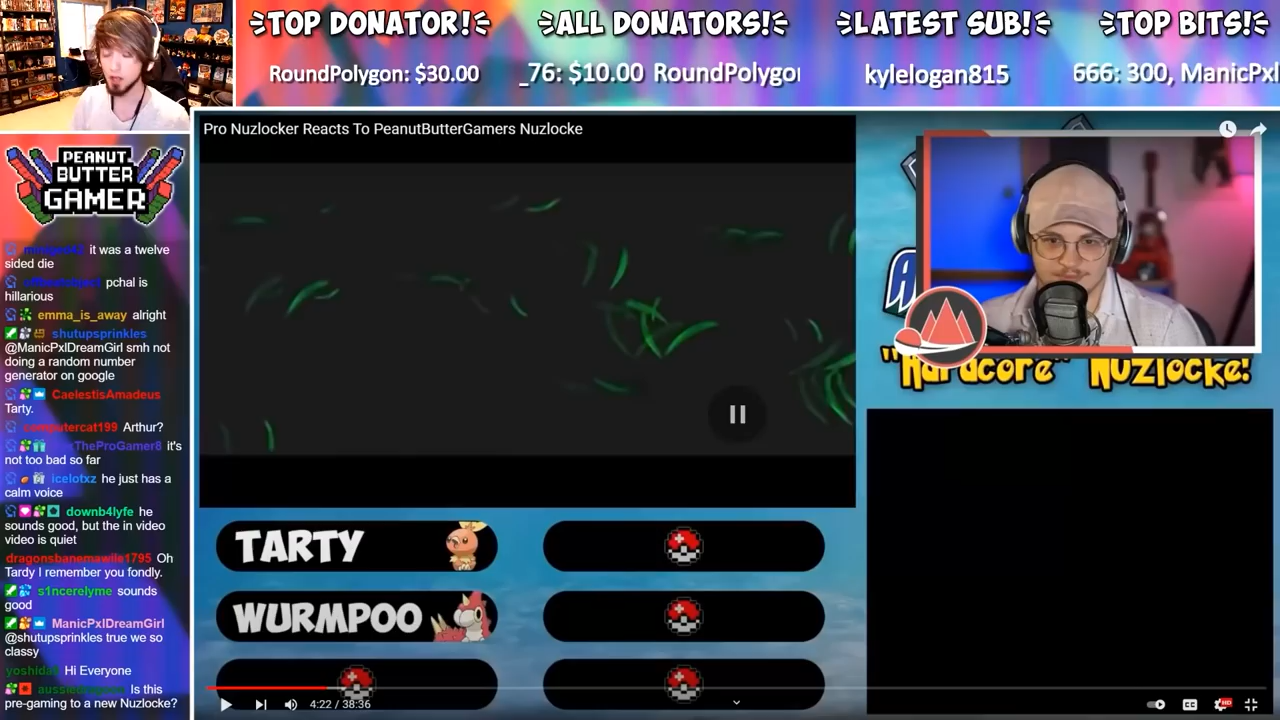 TOP DONATOR!
ALL DONATORS!
LATEST SUB!
TOP BITS!
RoundPolygon: $30.00
_76: $10.00 RoundPolygon
kylelogan815
666: 300, ManicPxl
PEANUT
BUTTER
GAMER
it was a twelve
sided die
pchal is
hillarious
emma_is_away alright
shutupsprinkles
@ManicPxlDreamGirl smh not
doing a random number
generator on google
CaelestisAmadeus
Tarty.
computercat199 Arthur?
TheProGamer8 it's
not too bad so far
icelotxz he just has a
calm voice
downb4lyfe he
sounds good, but the in video
video is quiet
dragonsbanemawile1795 Oh
Tardy I remember you fondly.
s1ncerelyme sounds
good
ManicPxlDreamGirl
@shutupsprinkles true we so
classy
Hi Everyone
Is this
pre-gaming to a new Nuzlocke?
Pro Nuzlocker Reacts To PeanutButterGamers Nuzlocke
"Hardcore" Nuzlocke!
TARTY
WURMPOO
4:22 / 38:36
CC
HD